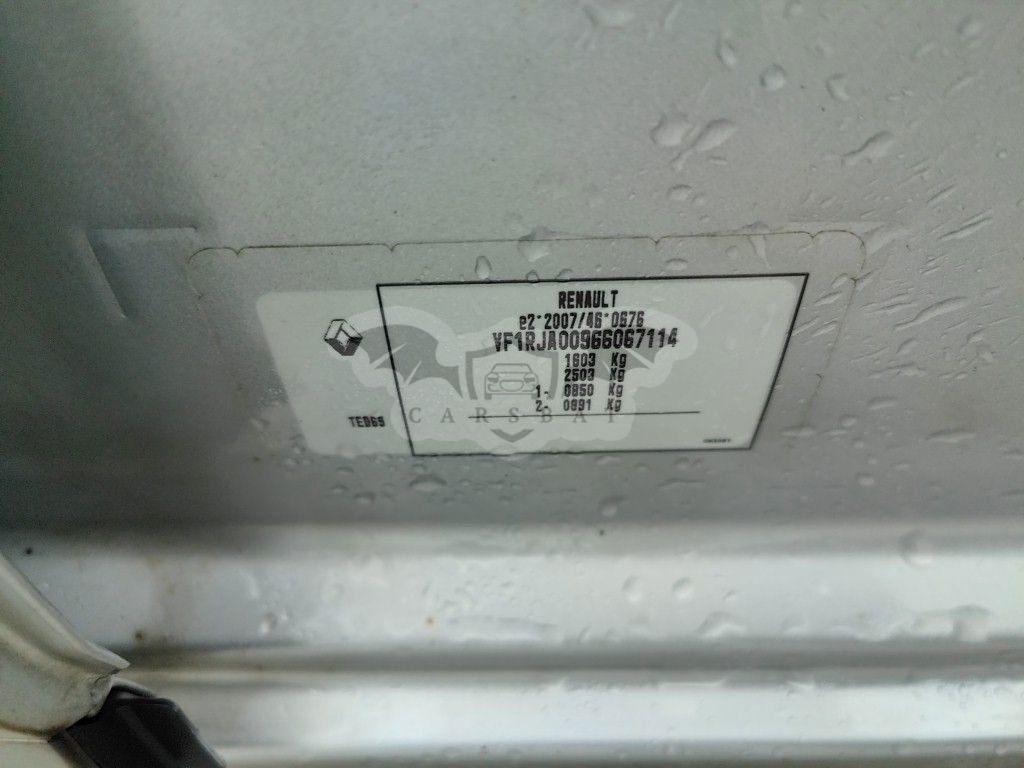 RENAULT
e2*2007/46*0676
VF1RJA00966067114
1603 Kg
2503 Kg
1- 0850 Kg
2- 0891 Kg
TED69
CARSBAT